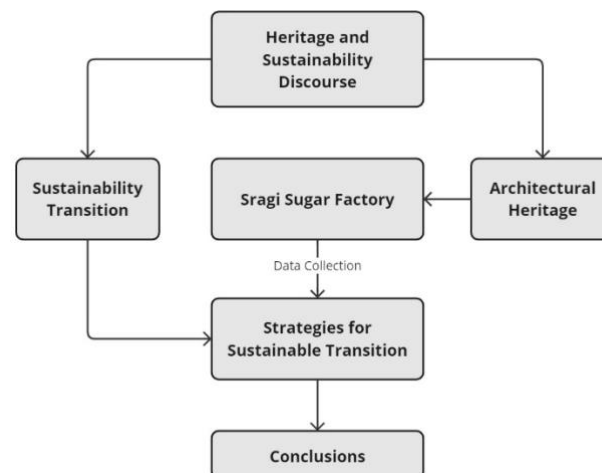 Heritage and
Sustainability
Discourse
Sustainability
Transition
Sragi Sugar Factory
Architectural
Heritage
Data Collection
Strategies for
Sustainable Transition
Conclusions